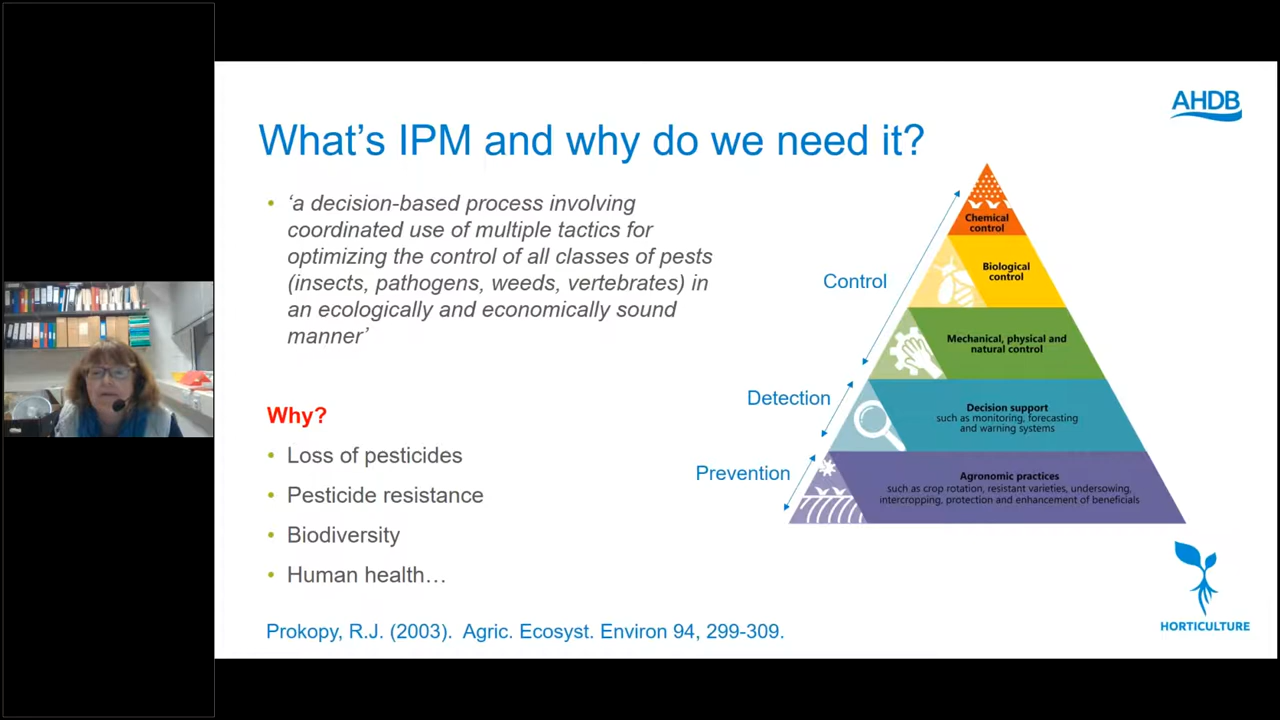 AHDB
What's IPM and why do we need it?
• 'a decision-based process involving
coordinated use of multiple tactics for
optimizing the control of all classes of pests
(insects, pathogens, weeds, vertebrates) in
an ecologically and economically sound
manner'
Why?
• Loss of pesticides
• Pesticide resistance
• Biodiversity
• Human health…
Prokopy, R.J. (2003). Agric. Ecosyst. Environ 94, 299-309.
Control
Detection
Prevention
Chemical
control
Biological
control
Mechanical, physical and
natural control
Decision support
such as monitoring, forecasting
and warning systems
Agronomic practices
such as crop rotation, resistant varieties, undersowing,
intercropping, protection and enhancement of beneficials
HORTICULTURE